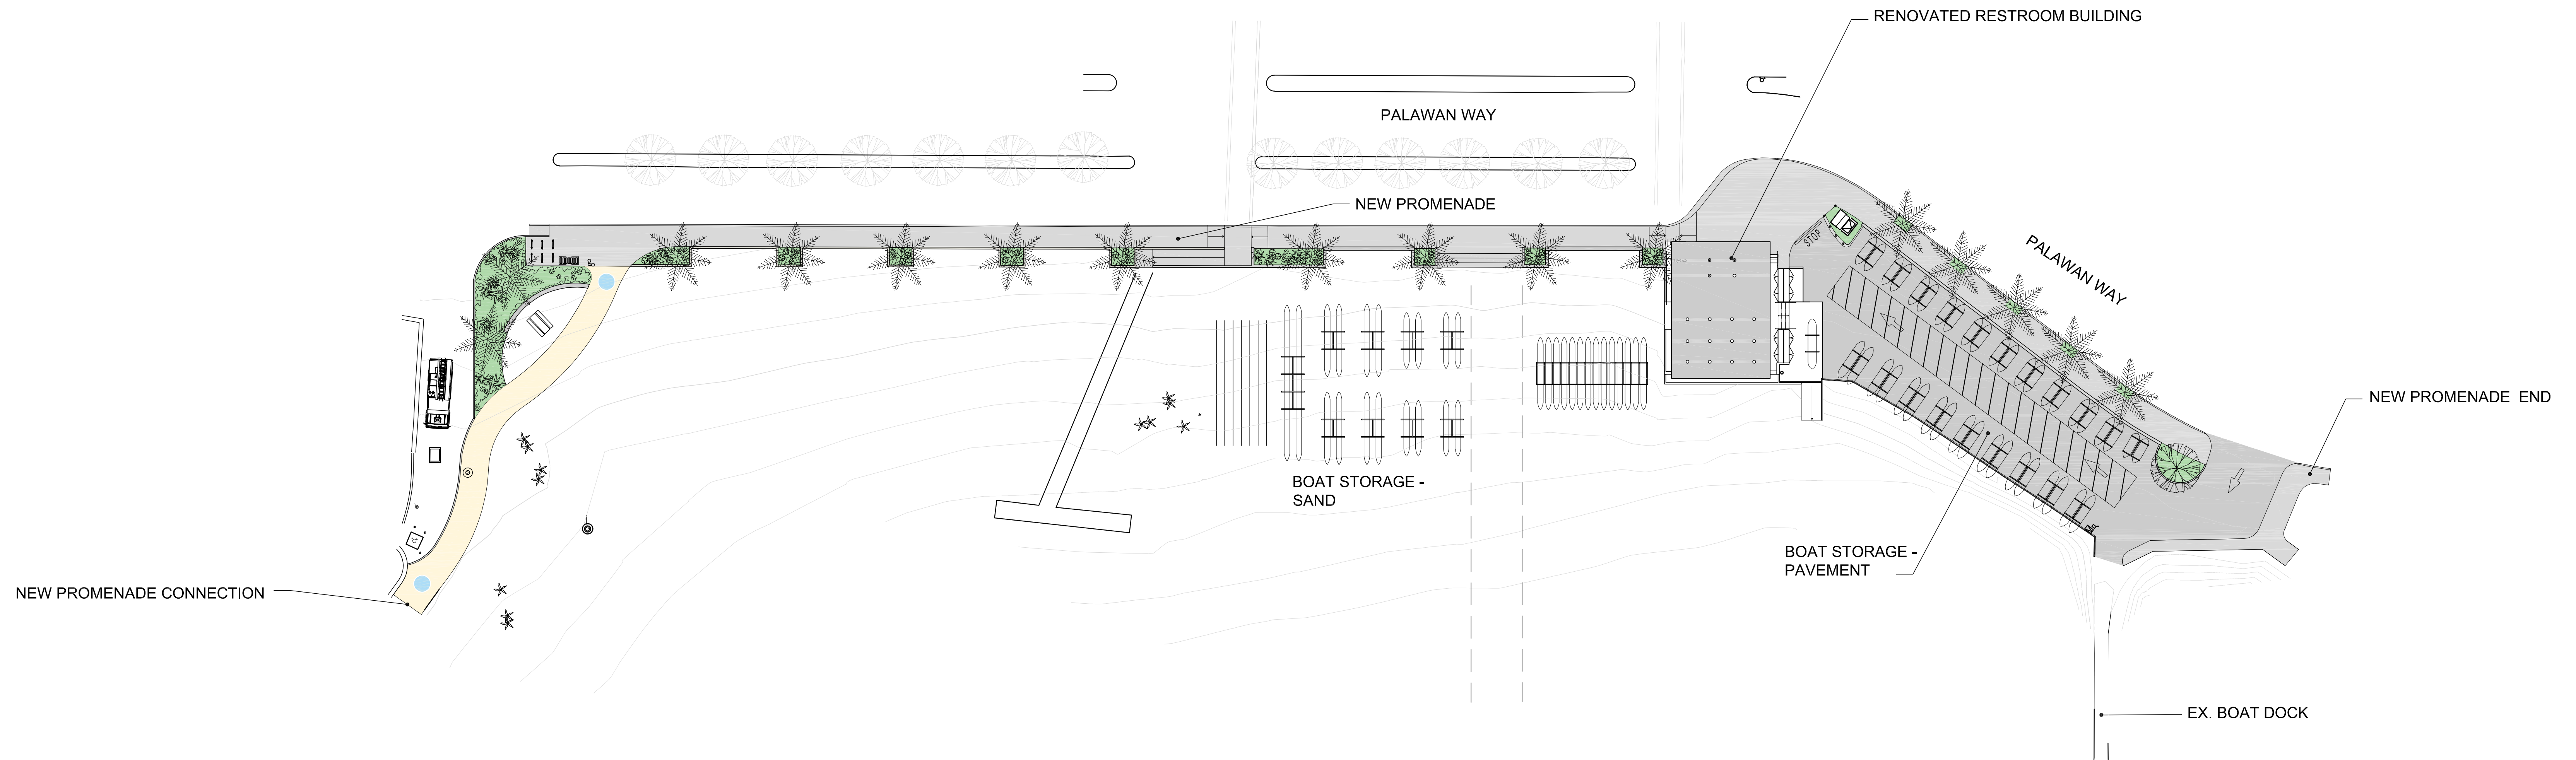 RENOVATED RESTROOM BUILDING
PALAWAN WAY
NEW PROMENADE
STOP
PALAWAN WAY
NEW PROMENADE END
BOAT STORAGE -
SAND
BOAT STORAGE -
PAVEMENT
NEW PROMENADE CONNECTION
EX. BOAT DOCK